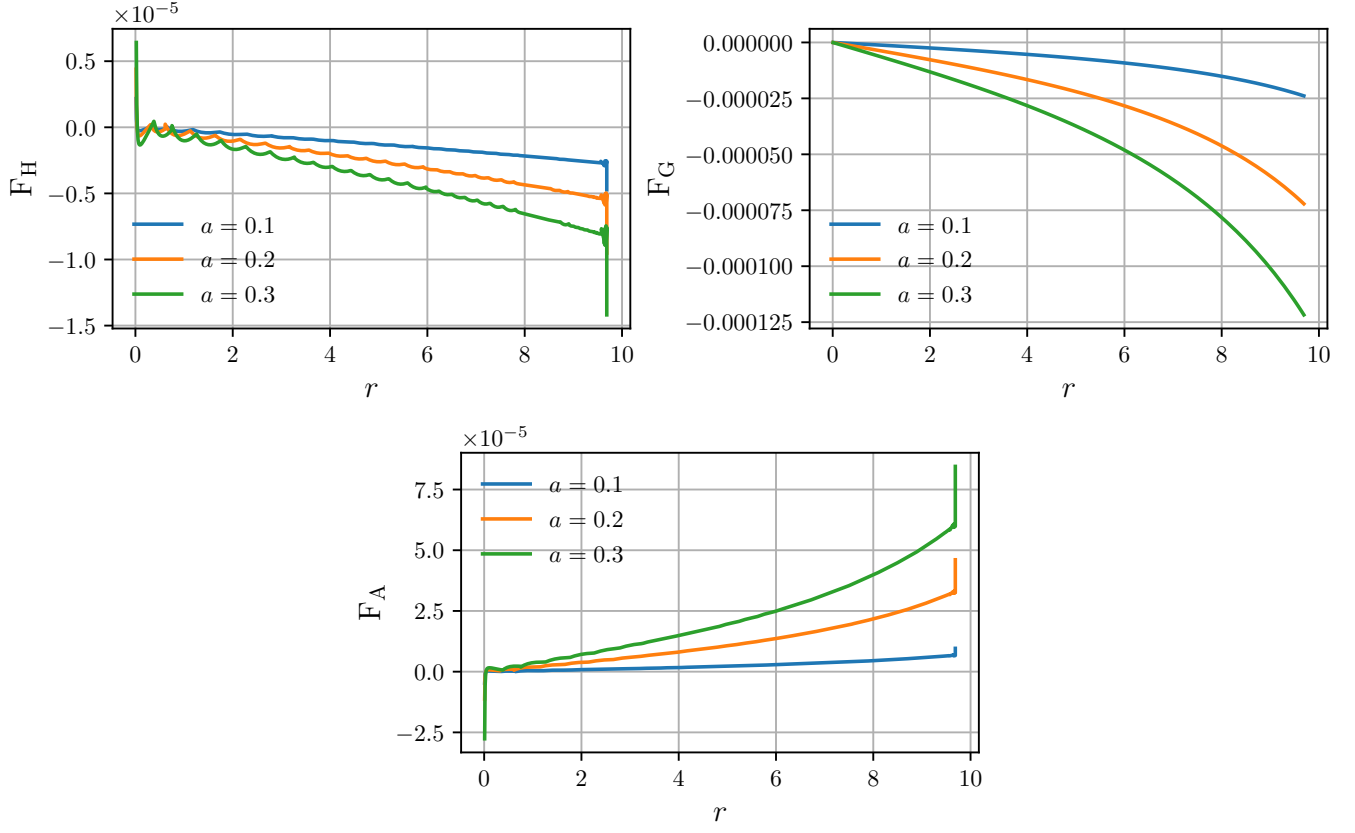 ×10⁻⁵
0.5
0.0
−0.5
−1.0
−1.5
F_H
a = 0.1
a = 0.2
a = 0.3
0 2 4 6 8 10
r
0.000000
−0.000025
−0.000050
−0.000075
−0.000100
−0.000125
F_G
a = 0.1
a = 0.2
a = 0.3
0 2 4 6 8 10
r
×10⁻⁵
7.5
5.0
2.5
0.0
−2.5
F_A
a = 0.1
a = 0.2
a = 0.3
0 2 4 6 8 10
r